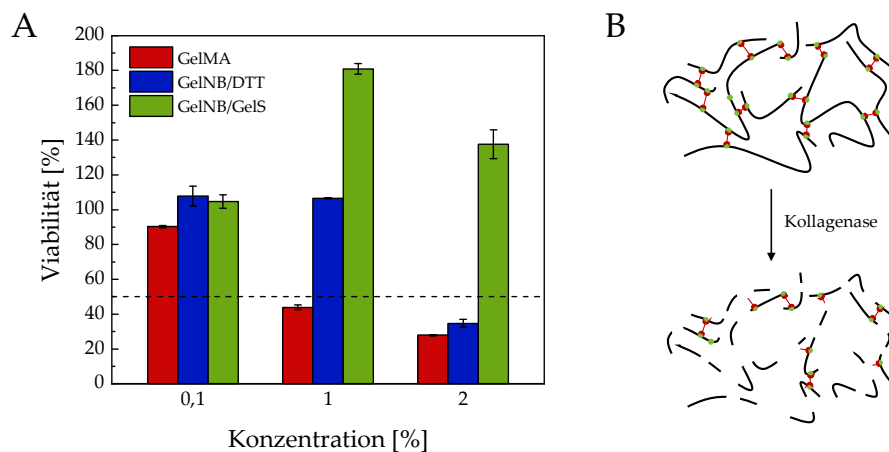 A
B
GelMA
GelNB/DTT
GelNB/GelS
200
180
160
140
120
100
80
60
40
20
0
Viabilität [%]
0,1
1
2
Konzentration [%]
Kollagenase